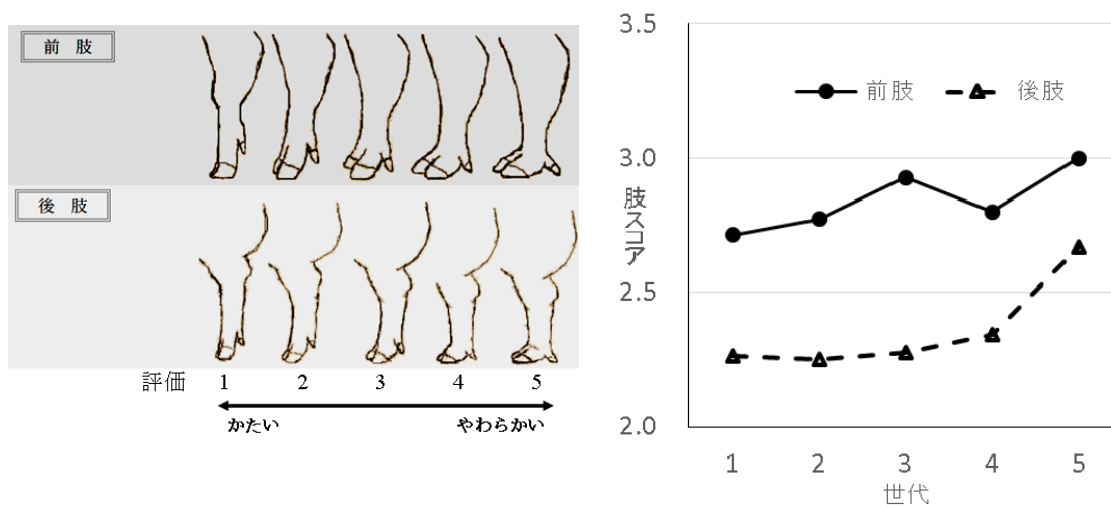 前 肢
後 肢
評価 1 2 3 4 5
かたい やわらかい
3.5
3.0
2.5
2.0
肢スコア
前肢 後肢
1 2 3 4 5
世代